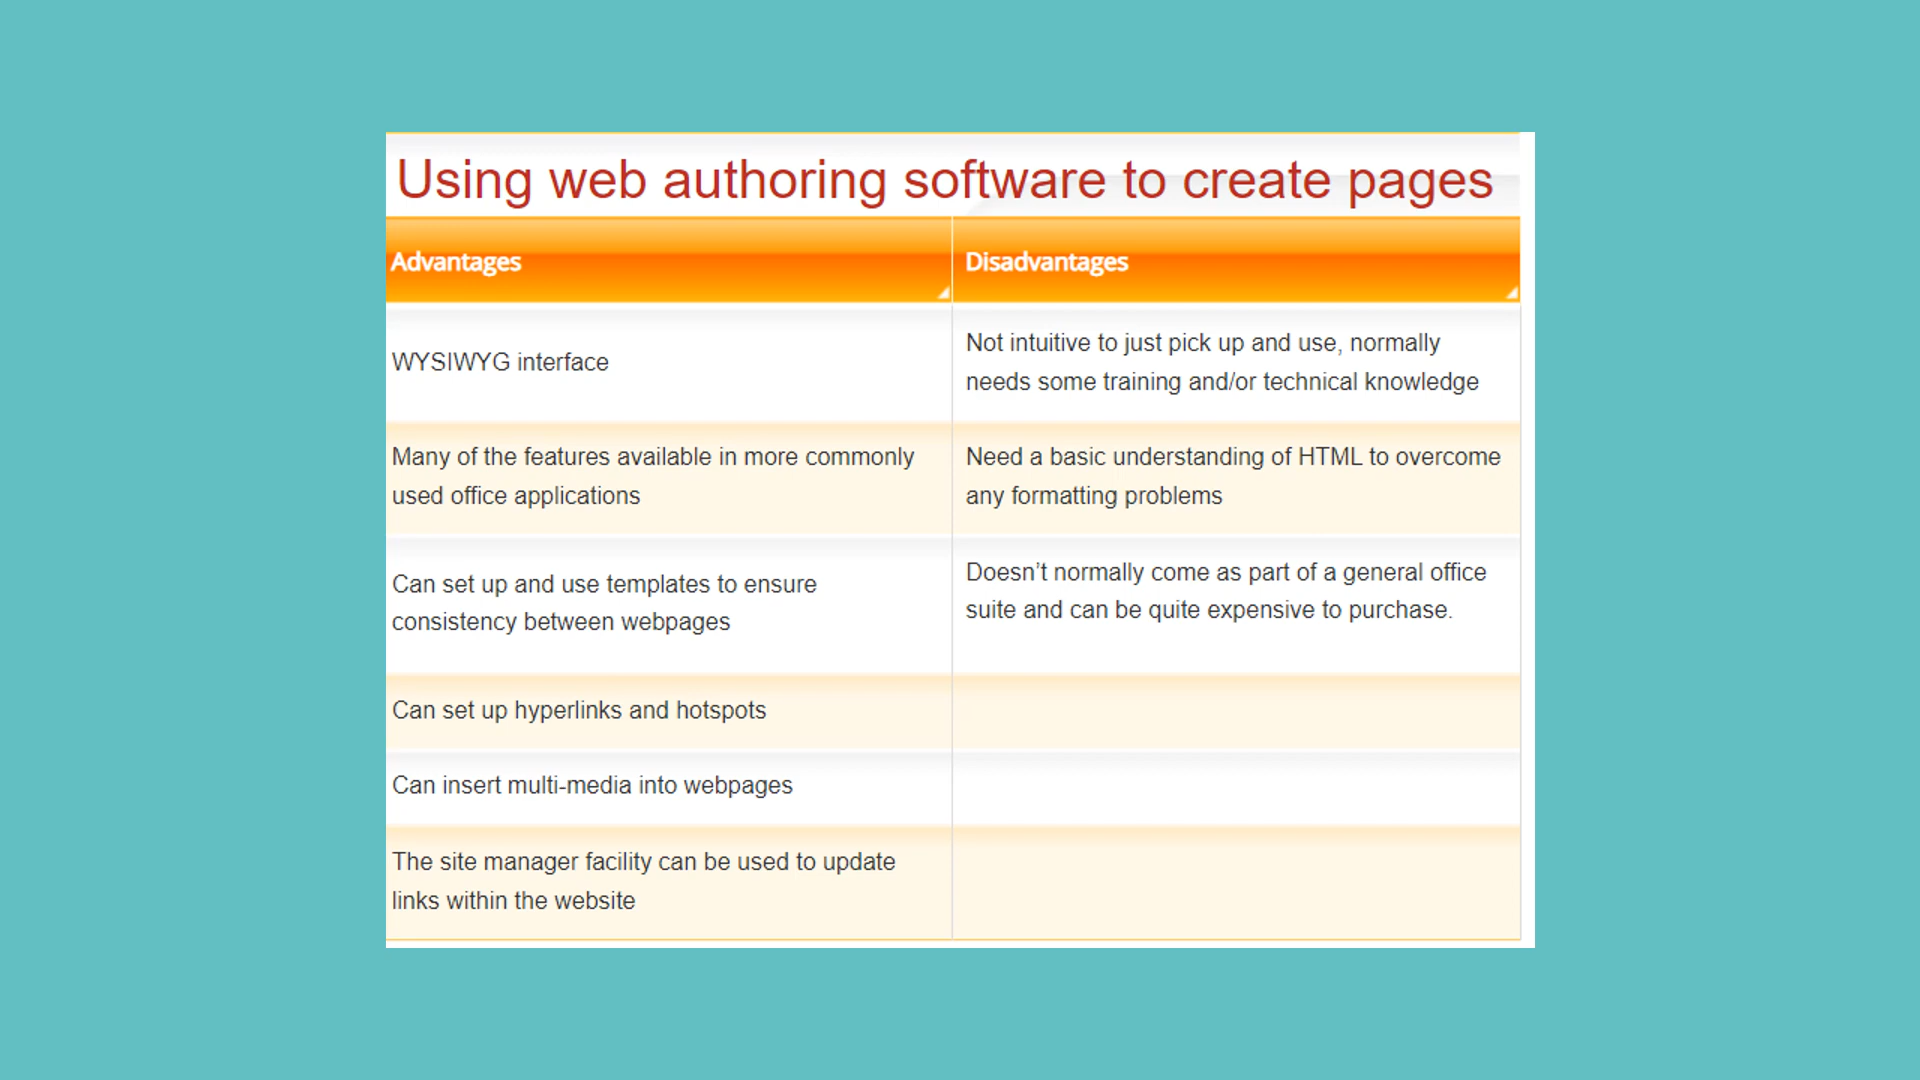 Using web authoring software to create pages
Advantages
Disadvantages
WYSIWYG interface
Not intuitive to just pick up and use, normally
needs some training and/or technical knowledge
Many of the features available in more commonly
used office applications
Need a basic understanding of HTML to overcome
any formatting problems
Can set up and use templates to ensure
consistency between webpages
Doesn’t normally come as part of a general office
suite and can be quite expensive to purchase.
Can set up hyperlinks and hotspots
Can insert multi-media into webpages
The site manager facility can be used to update
links within the website